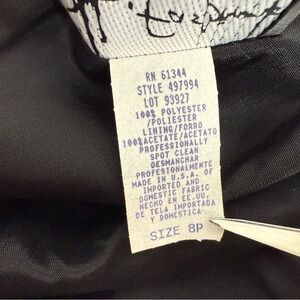 RN 61344
STYLE 497994
LOT 93927
100% POLYESTER
/POLIESTER
LINING/FORRO
100%ACETATE/ACETATO
PROFESSIONALLY
SPOT CLEAN
DESMANCHAR
PROFESIONALMENTE
MADE IN U.S.A. OF
IMPORTED AND
DOMESTIC FABRIC
HECHO EN EE.UU.
DE TELA IMPORTADA
Y DOMESTICA
SIZE 8P